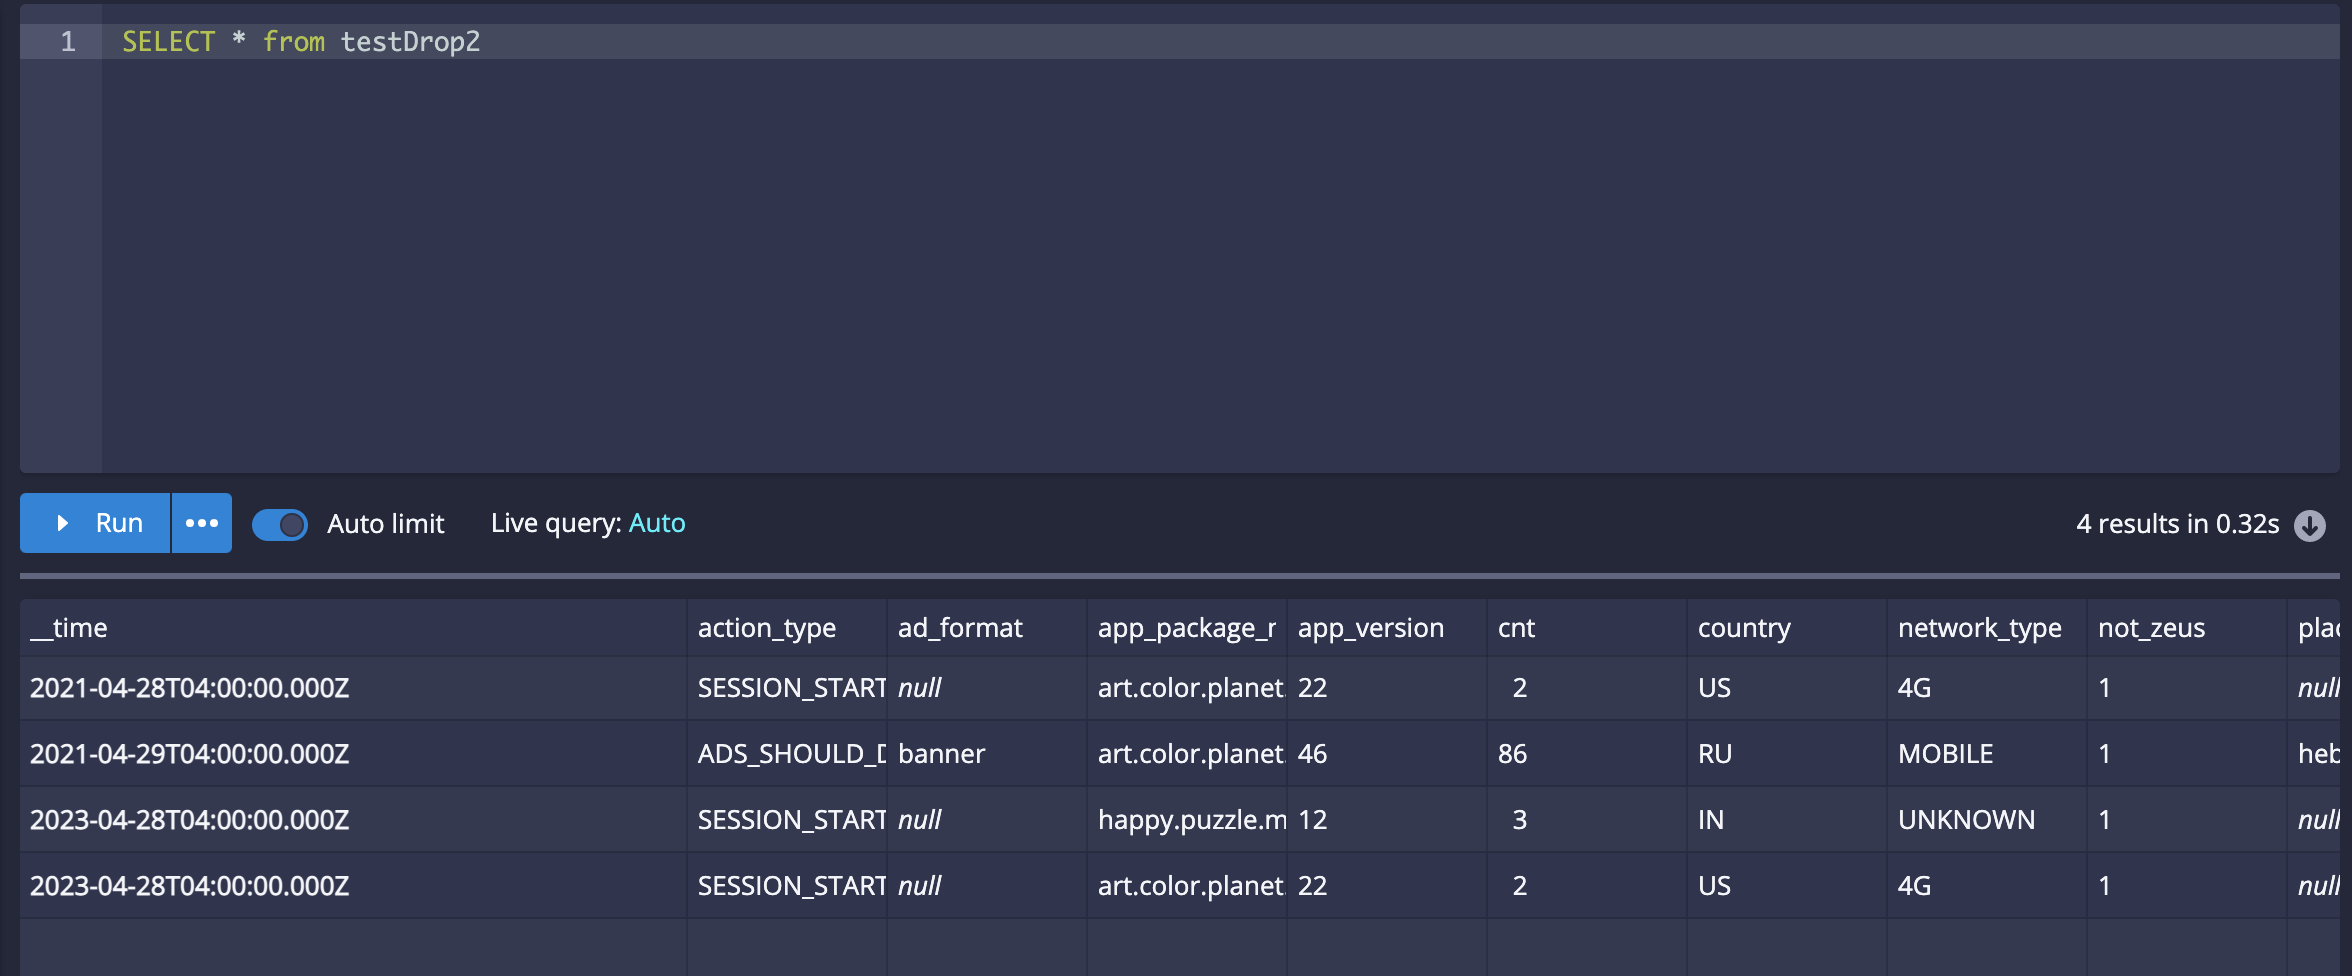 1 SELECT * from testDrop2
Run ••• Auto limit Live query: Auto 4 results in 0.32s
__time action_type ad_format app_package_ app_version cnt country network_type not_zeus
2021-04-28T04:00:00.000Z SESSION_START null art.color.planet. 22 2 US 4G 1 null
2021-04-29T04:00:00.000Z ADS_SHOULD_ banner art.color.planet. 46 86 RU MOBILE 1 heb
2023-04-28T04:00:00.000Z SESSION_START null happy.puzzle.m 12 3 IN UNKNOWN 1 null
2023-04-28T04:00:00.000Z SESSION_START null art.color.planet. 22 2 US 4G 1 null